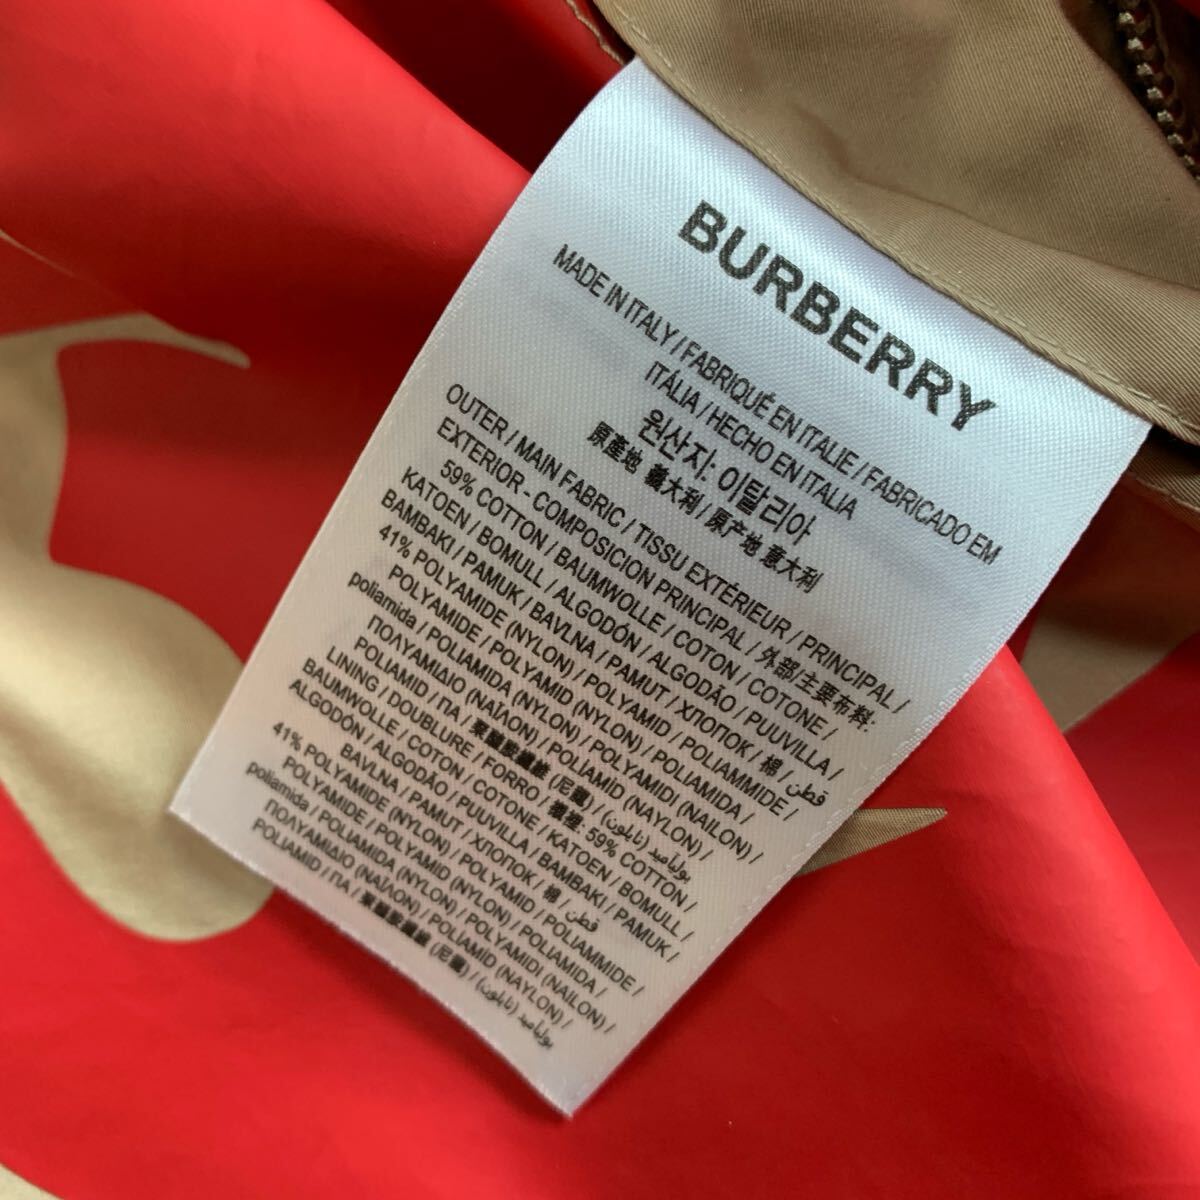 BURBERRY
MADE IN ITALY / FABRIQUÉ EN ITALIE / FABRICADO EM
ITÁLIA / HECHO EN ITALIA
원산지: 이탈리아
原產地 義大利 / 原产地 意大利
OUTER / MAIN FABRIC / TISSU EXTÉRIEUR / PRINCIPAL /
EXTERIOR - COMPOSICION PRINCIPAL / 外部/主要布料:
59% COTTON / BAUMWOLLE / COTON / COTONE /
KATOEN / BOMULL / ALGODÓN / ALGODÃO / PUUVILLA /
BAMBAKI / PAMUK / BAVLNA / PAMUT / ХЛОПОК / 棉 / قطن /
41% POLYAMIDE (NYLON) / POLYAMID / POLIAMMIDE /
POLYAMIDE / POLYAMID (NYLON) / POLIAMIDA /
poliamida / POLIAMIDA (NYLON) / POLYAMIDI (NAILON) /
ΠΟΛΥΑΜΙΔΙΟ (ΝΑΪΛΟΝ) / POLİAMİD (NAYLON) /
POLIAMID / ПА / 聚醯胺纖維 (尼龍) / بولياميد (نايلون) /
LINING / DOUBLURE / FORRO / 裏裡: 59% COTTON /
BAUMWOLLE / COTON / COTONE / KATOEN / BOMULL /
ALGODÓN / ALGODÃO / PUUVILLA / BAMBAKI / PAMUK /
BAVLNA / PAMUT / ХЛОПОК / 棉 / قطن /
41% POLYAMIDE (NYLON) / POLYAMID / POLIAMMIDE /
POLYAMIDE / POLYAMID (NYLON) / POLIAMIDA /
poliamida / POLIAMIDA (NYLON) / POLYAMIDI (NAILON) /
ΠΟΛΥΑΜΙΔΙΟ (ΝΑΪΛΟΝ) / POLİAMİD (NAYLON) /
POLIAMID / ПА / 聚醯胺纖維 (尼龍) / بولياميد (نايلون) /